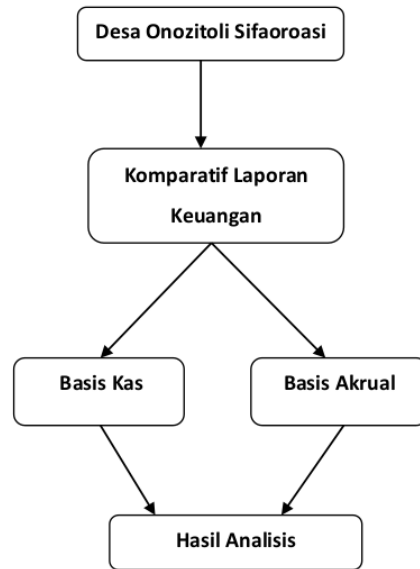 Desa Onozitoli Sifaoroasi
Komparatif Laporan
Keuangan
Basis Kas
Basis Akrual
Hasil Analisis